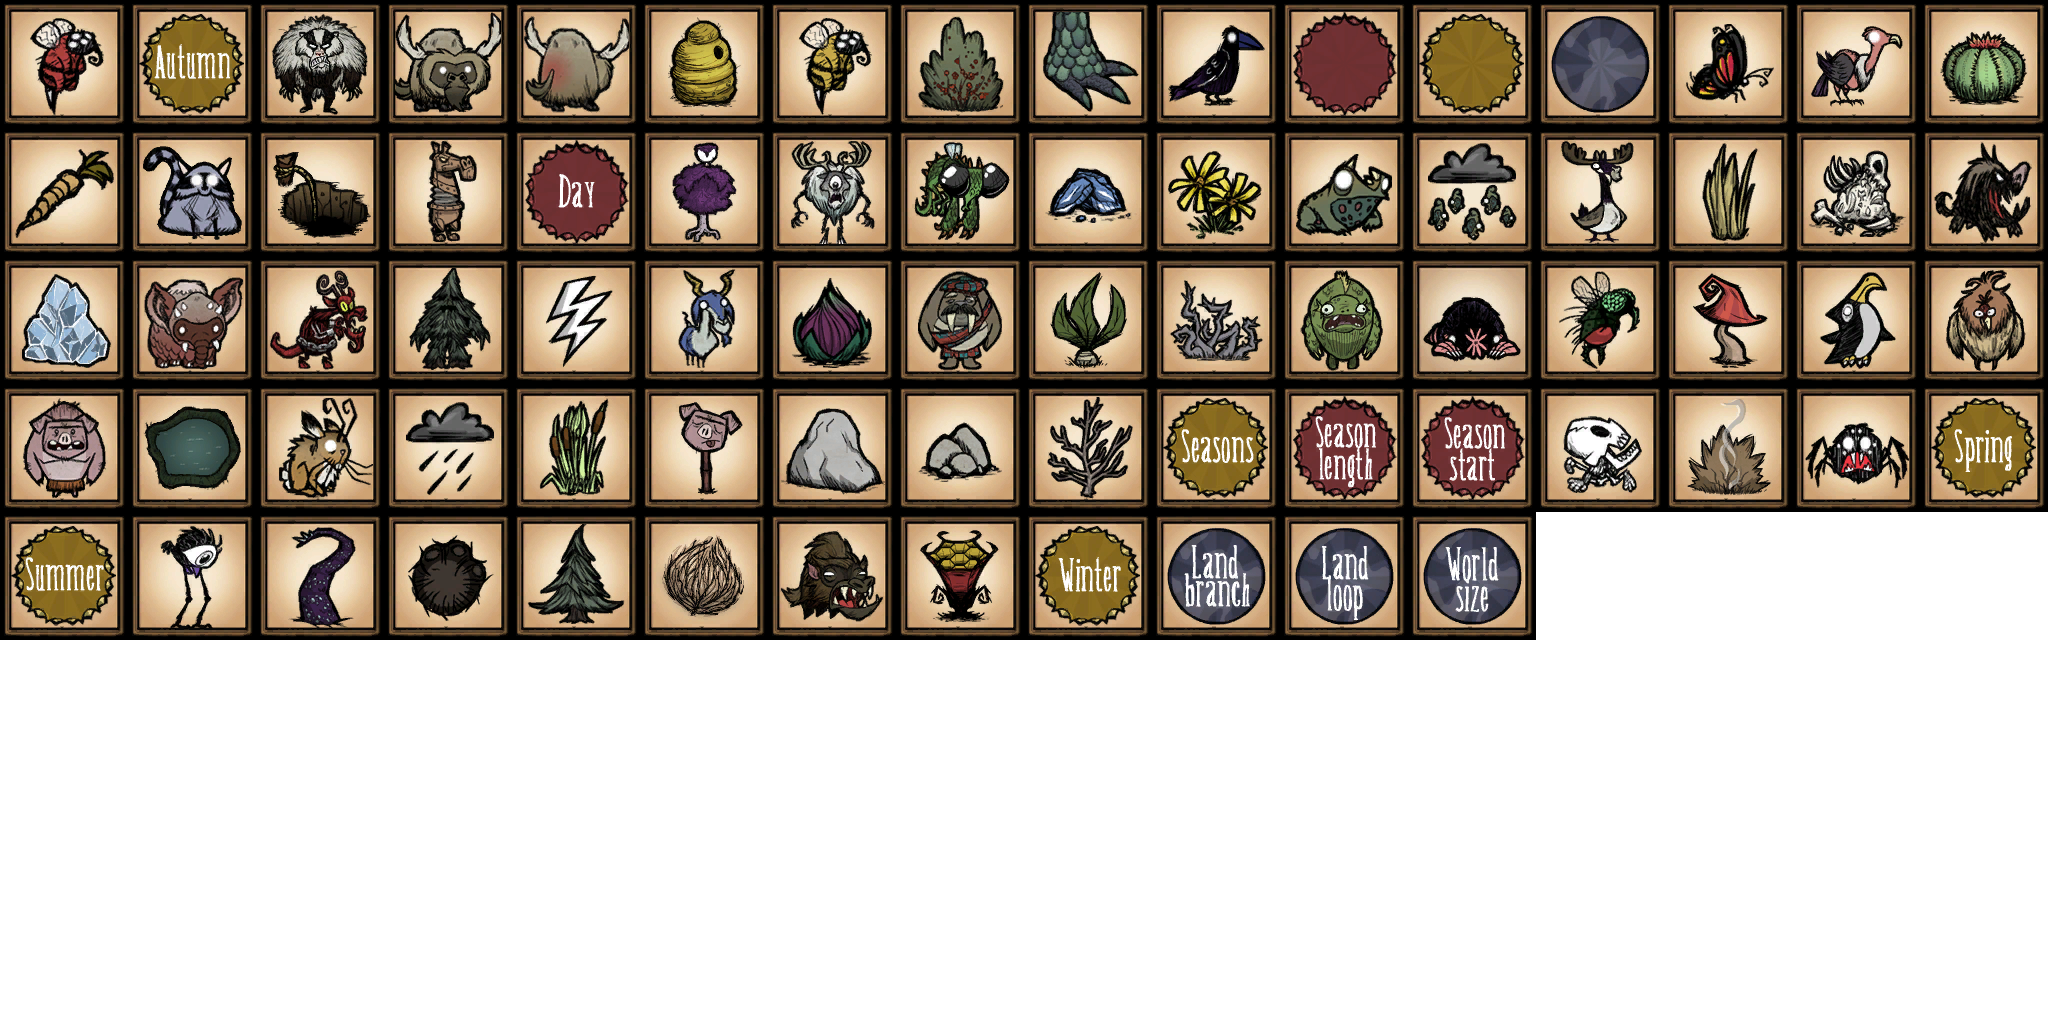 Autumn
Day
Seasons
Season
length
Season
start
Spring
Summer
Winter
Land
branch
Land
loop
World
size